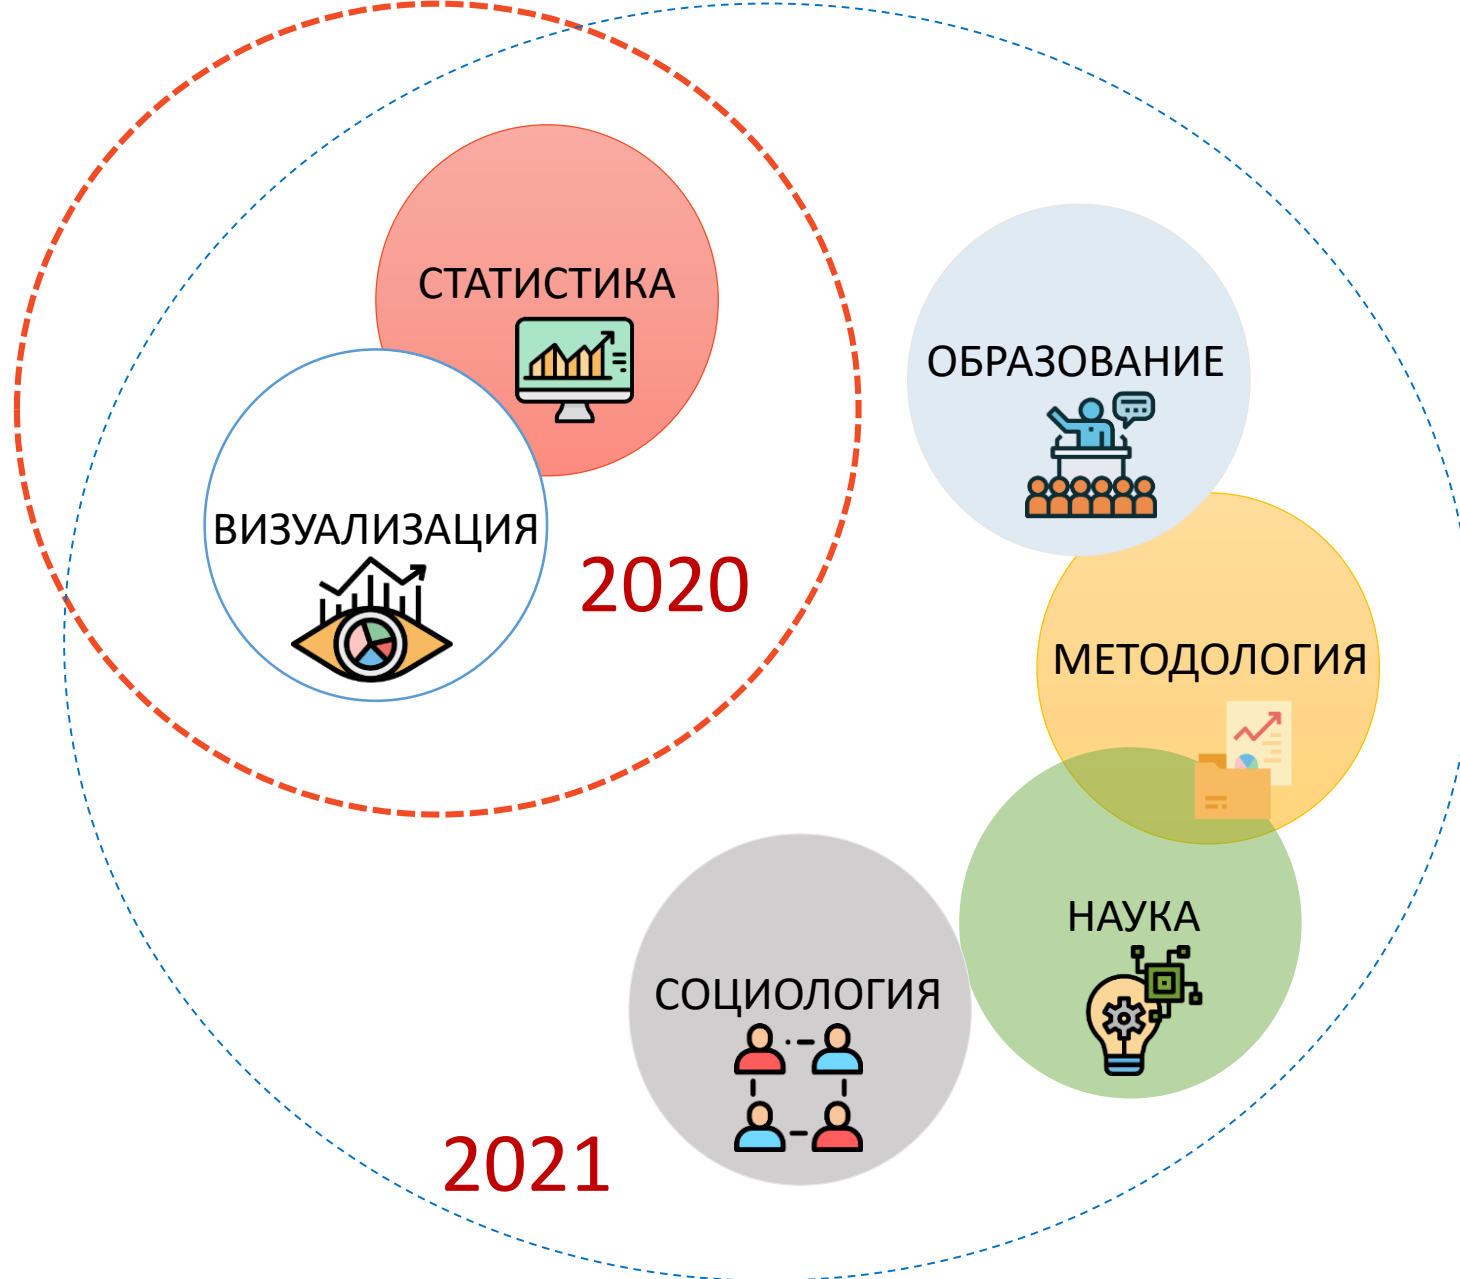 СТАТИСТИКА
ОБРАЗОВАНИЕ
ВИЗУАЛИЗАЦИЯ
2020
МЕТОДОЛОГИЯ
НАУКА
СОЦИОЛОГИЯ
2021